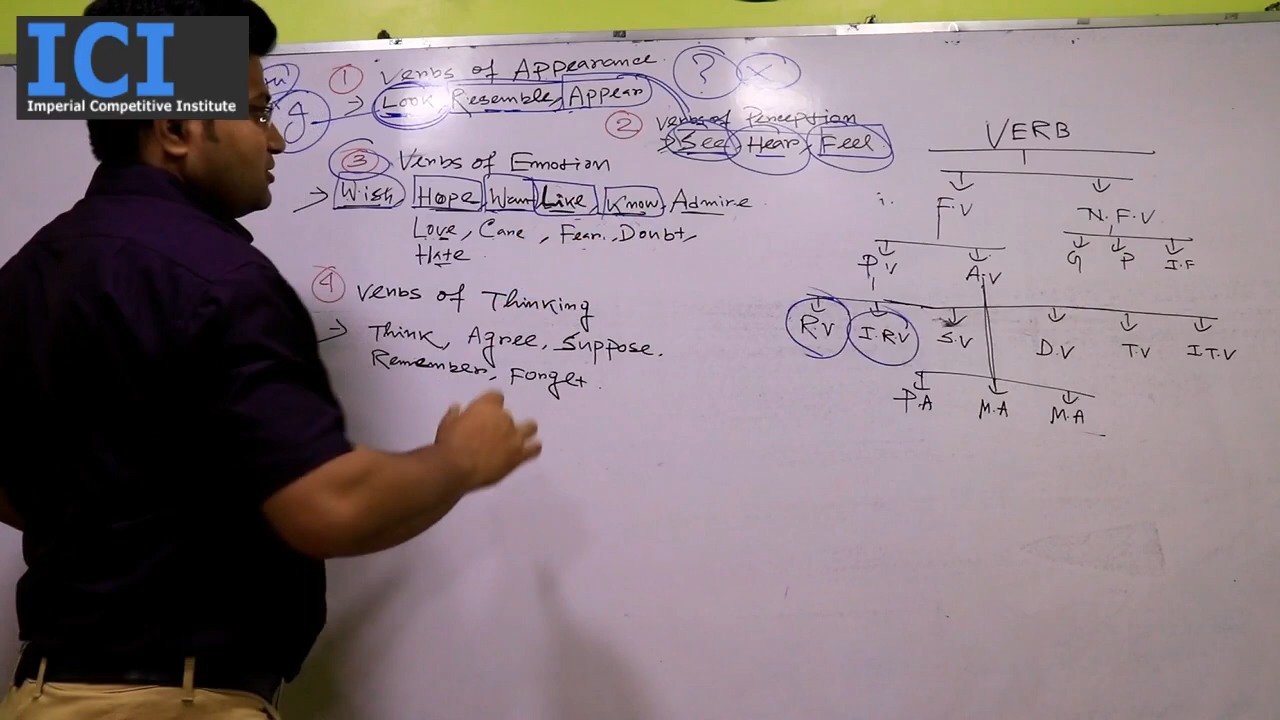 ICI
Imperial Competitive Institute
1 Verbs of Appearance
Look Resemble, Appear
? X
2 Verbs of Perception
See, Hear, Feel
3 Verbs of Emotion
Wish Hope, Want Like, Know, Admire
Love, Care, Fear, Doubt,
Hate
4 Verbs of Thinking
Think, Agree, Suppose,
Remember, Forget.
VERB
F.V N.F.V
P.V A.V G P I.F
R.V I.R.V S.V D.V T.V I.T.V
P.A M.A M.A